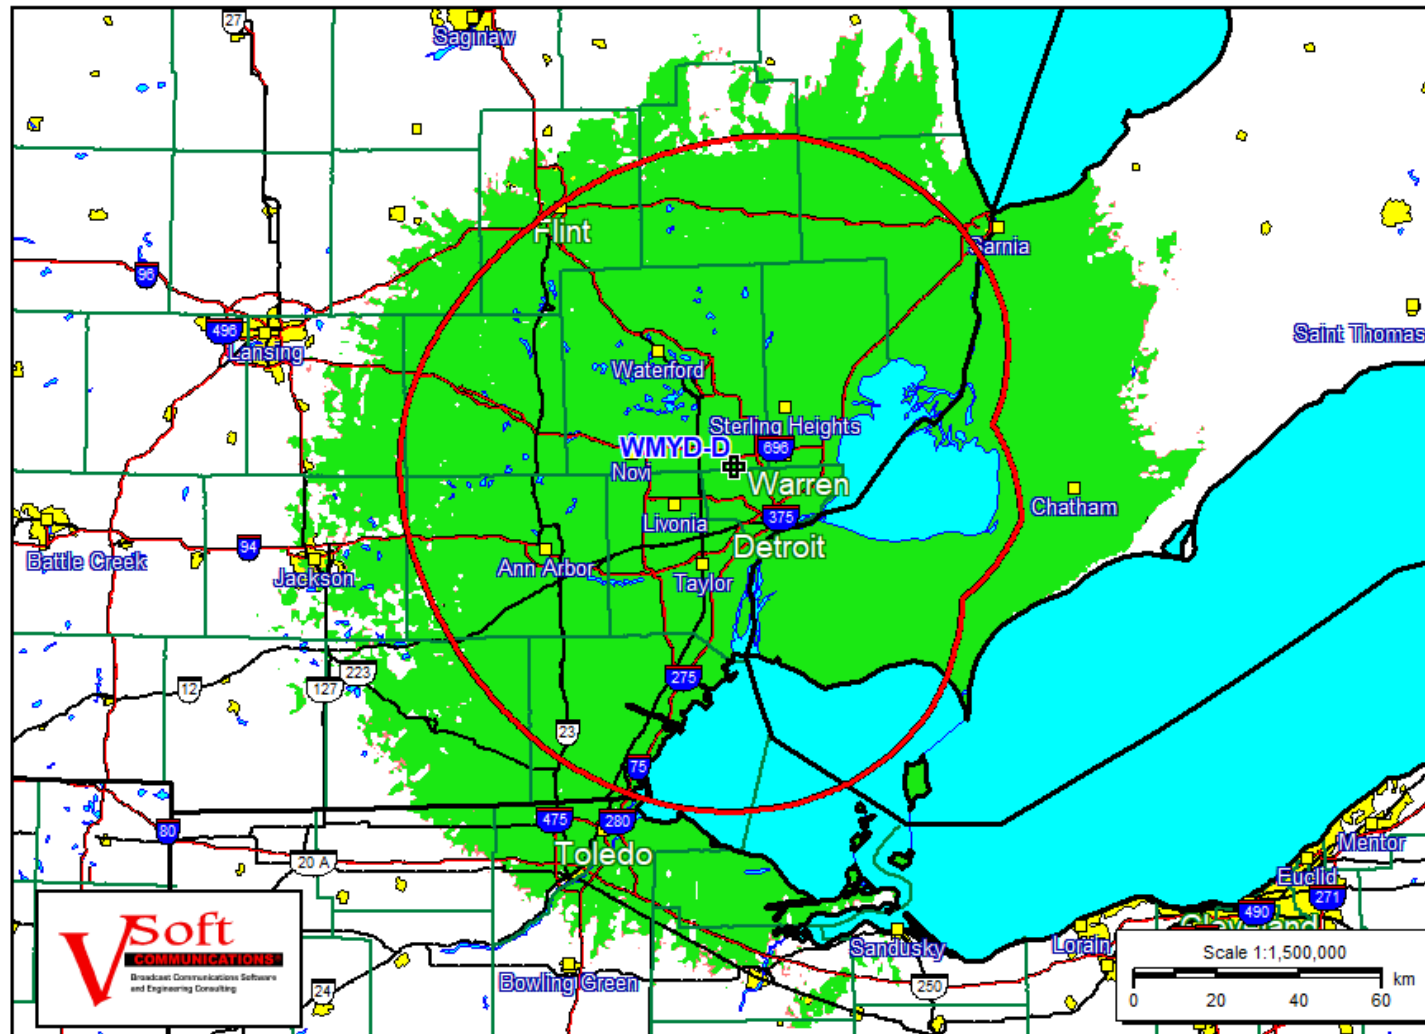 27
Saginaw
Flint
Sarnia
96
496
Lansing
Saint Thomas
Waterford
Sterling Heights
WMYD-D
696
Novi
Warren
Livonia
375
Chatham
Detroit
Battle Creek
94
Jackson
Ann Arbor
Taylor
12
127
223
275
23
75
80
475
280
20 A
Toledo
Mentor
Euclid
271
490
Cleveland
Sandusky
Lorain
Bowling Green
250
24
VSoft
COMMUNICATIONS®
Broadcast Communications Software
and Engineering Consulting
Scale 1:1,500,000
km
0 20 40 60